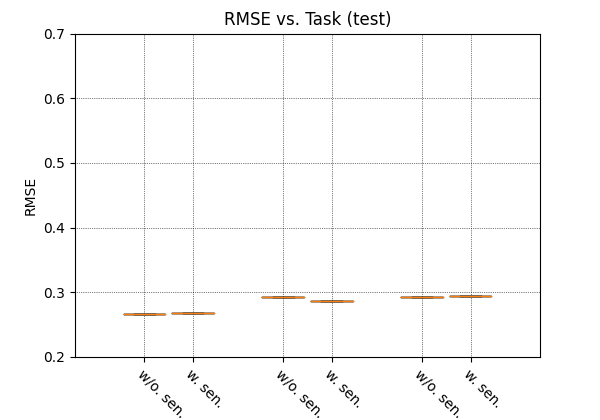 RMSE vs. Task (test)
0.7
0.6
0.5
0.4
0.3
0.2
RMSE
w/o. sen.
w. sen.
w/o. sen.
w. sen.
w/o. sen.
w. sen.